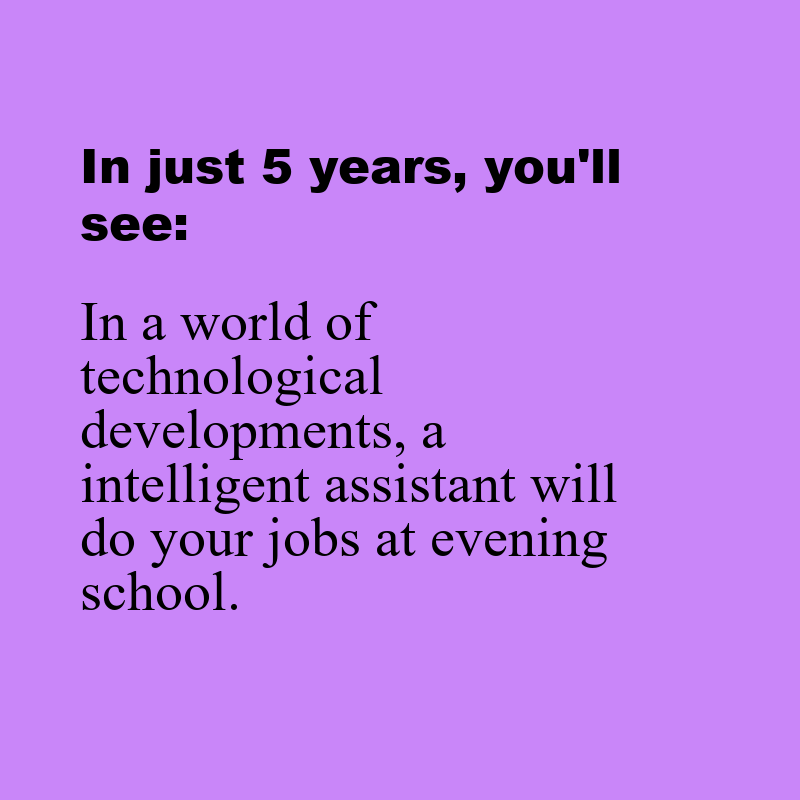 In just 5 years, you'll
see:
In a world of
technological
developments, a
intelligent assistant will
do your jobs at evening
school.